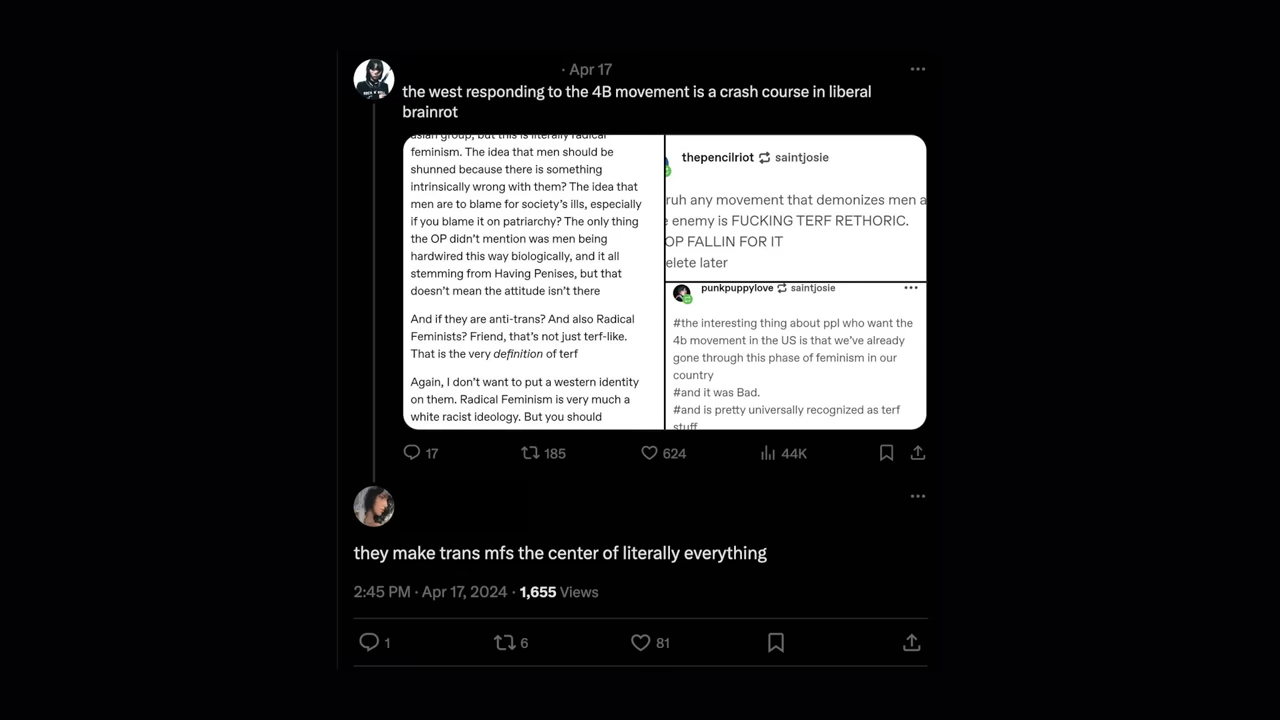 · Apr 17
the west responding to the 4B movement is a crash course in liberal
brainrot
asian group, but this is literally radical
feminism. The idea that men should be
shunned because there is something
intrinsically wrong with them? The idea that
men are to blame for society's ills, especially
if you blame it on patriarchy? The only thing
the OP didn't mention was men being
hardwired this way biologically, and it all
stemming from Having Penises, but that
doesn't mean the attitude isn't there
And if they are anti-trans? And also Radical
Feminists? Friend, that's not just terf-like.
That is the very definition of terf
Again, I don't want to put a western identity
on them. Radical Feminism is very much a
white racist ideology. But you should
thepencilriot saintjosie
ruh any movement that demonizes men a
e enemy is FUCKING TERF RETHORIC.
OP FALLIN FOR IT
elete later
punkpuppylove saintjosie
#the interesting thing about ppl who want the
4b movement in the US is that we've already
gone through this phase of feminism in our
country
#and it was Bad.
#and is pretty universally recognized as terf
stuff
17 185 624 44K
they make trans mfs the center of literally everything
2:45 PM · Apr 17, 2024 · 1,655 Views
1 6 81